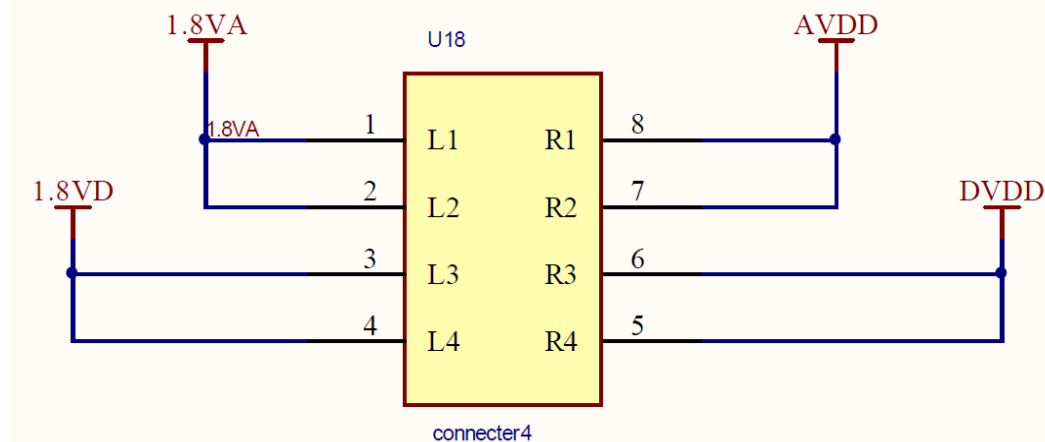 1.8VA
U18
AVDD
1.8VA
1
L1
R1
8
1.8VD
2
L2
R2
7
DVDD
3
L3
R3
6
4
L4
R4
5
connecter4